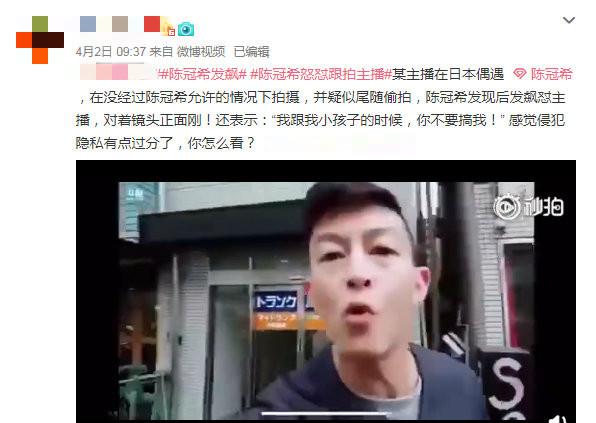 4月2日 09:37 来自 微博视频 已编辑
#陈冠希发飙# #陈冠希怒怼跟拍主播#某主播在日本偶遇 陈冠希
，在没经过陈冠希允许的情况下拍摄，并疑似尾随偷拍，陈冠希发现后发飙怼主
播，对着镜头正面刚！还表示：“我跟我小孩子的时候，你不要搞我！” 感觉侵犯
隐私有点过分了，你怎么看？
秒拍
トランク
マイトランク
S